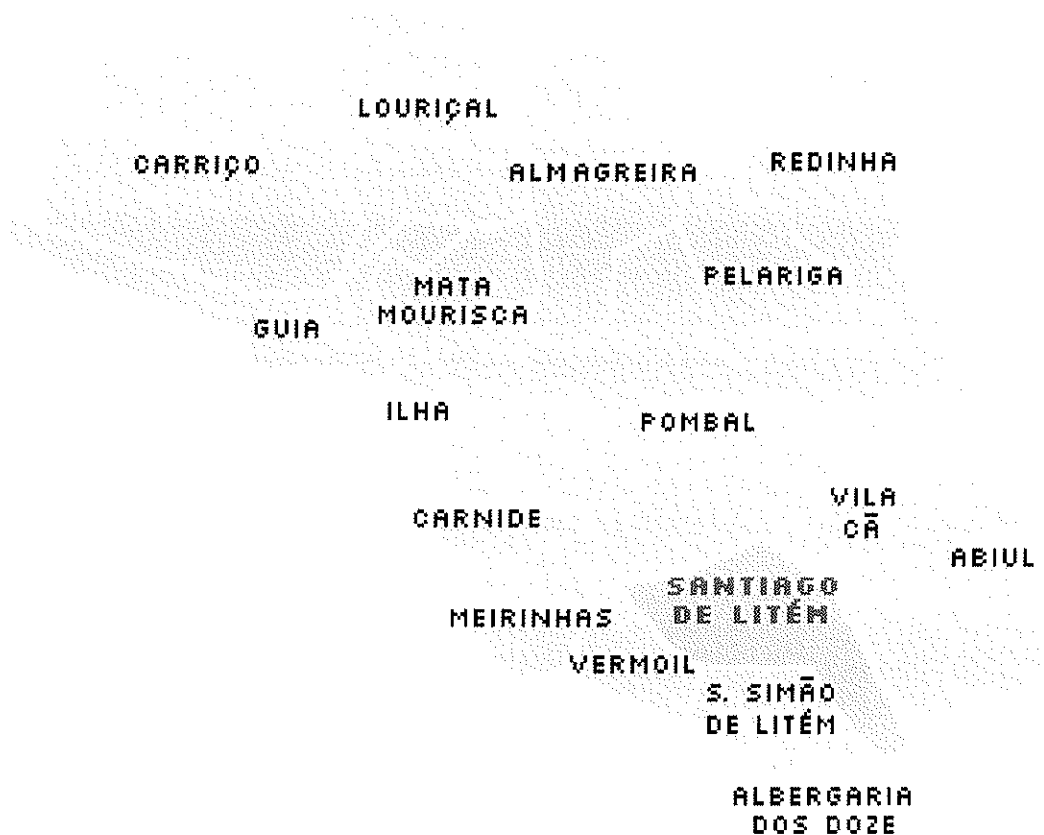 LOURIÇAL
CARRIÇO
ALMAGREIRA
REDINHA
MATA
MOURISCA
PELARIGA
GUIA
ILHA
POMBAL
VILA
CÃ
CARNIDE
ABIUL
SANTIAGO
DE LITÉM
MEIRINHAS
VERMOIL
S. SIMÃO
DE LITÉM
ALBERGARIA
DOS DOZE